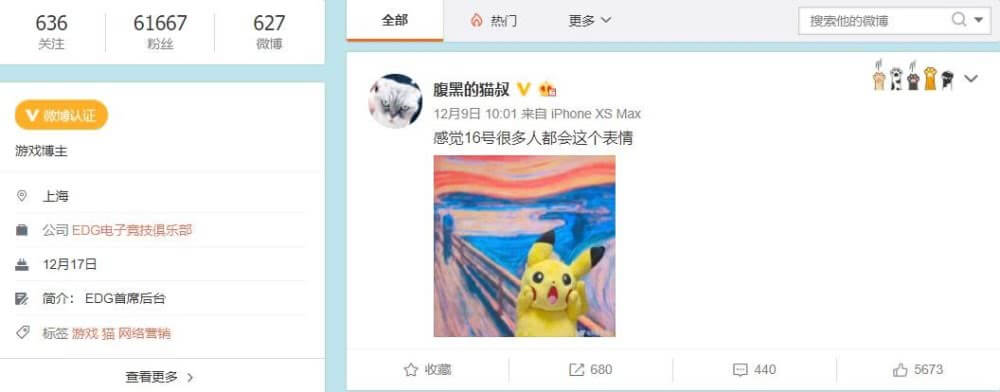 636
61667
627
关注
粉丝
微博
微博认证
游戏博主
上海
公司 EDG电子竞技俱乐部
12月17日
简介： EDG首席后台
标签 游戏 猫 网络营销
查看更多
全部
热门
更多
搜索他的微博
腹黑的猫叔
12月9日 10:01 来自 iPhone XS Max
感觉16号很多人都会这个表情
收藏
680
440
5673